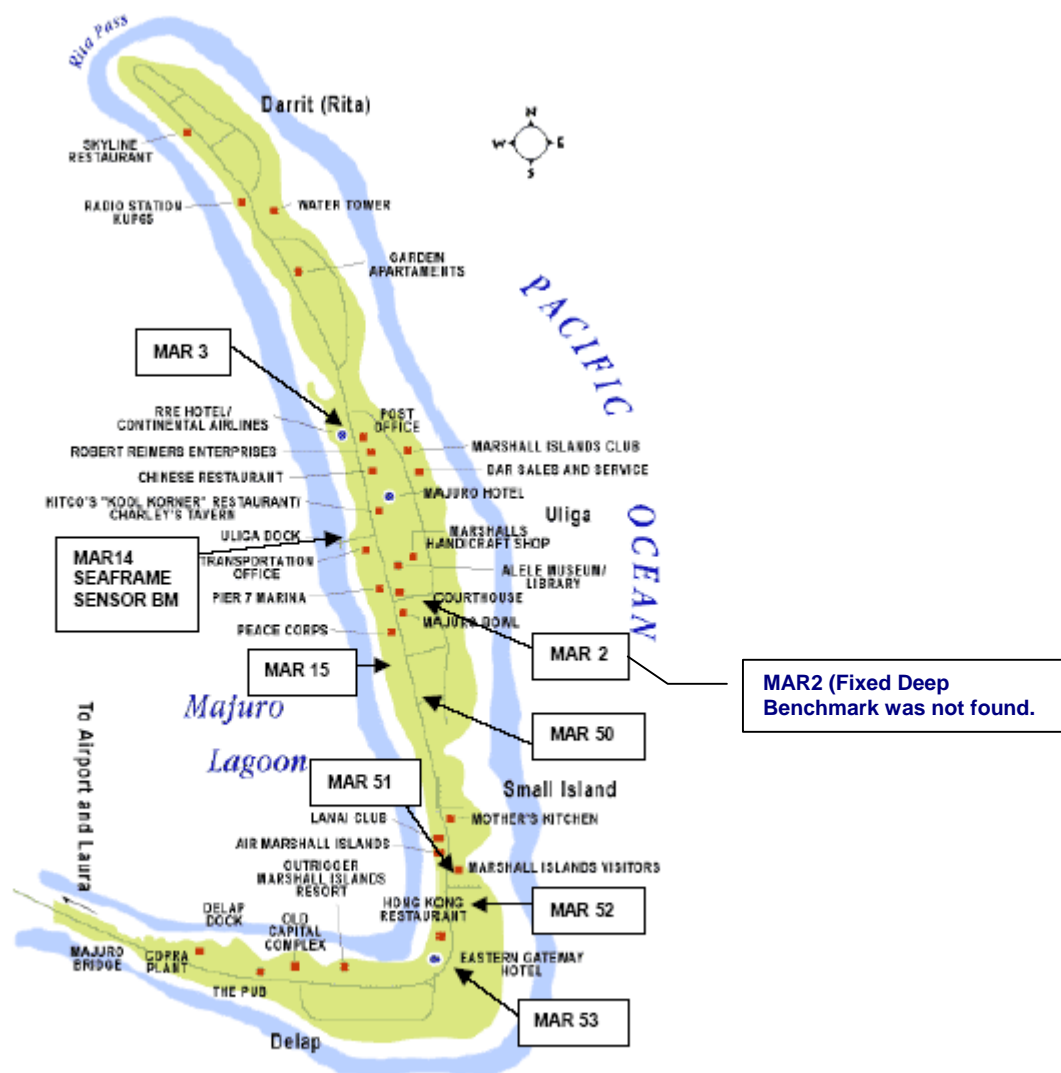 Rita Pass
Darrit (Rita)
N
W E
S
SKYLINE
RESTAURANT
RADIO STATION
KUP65
WATER TOWER
GARDEN
APARTAMENTS
PACIFIC
OCEAN
MAR 3
RRE HOTEL/
CONTINENTAL AIRLINES
POST
OFFICE
ROBERT REIMERS ENTERPRISES
MARSHALL ISLANDS CLUB
CHINESE RESTAURANT
BAR SALES AND SERVICE
KITCO'S "KOOL KORNER" RESTAURANT/
CHARLEY'S TAVERN
MAJURO HOTEL
Uliga
ULIGA DOCK
MARSHALLS
HANDICRAFT SHOP
MAR14
SEAFRAME
SENSOR BM
TRANSPORTATION
OFFICE
ALELE MUSEUM/
LIBRARY
PIER 7 MARINA
COURTHOUSE
MAJURO BOWL
PEACE CORPS
MAR 2
MAR 15
MAR2 (Fixed Deep
Benchmark was not found.
Majuro
Lagoon
MAR 50
To Airport and Laura
MAR 51
Small Island
LANAI CLUB
MOTHER'S KITCHEN
AIR MARSHALL ISLANDS
OUTRIGGER
MARSHALL ISLANDS
RESORT
MARSHALL ISLANDS VISITORS
HONG KONG
RESTAURANT
MAR 52
DELAP
DOCK
OLD
CAPITAL
COMPLEX
MAJURO
BRIDGE
COPRA
PLANT
THE PUB
EASTERN GATEWAY
HOTEL
MAR 53
Delap